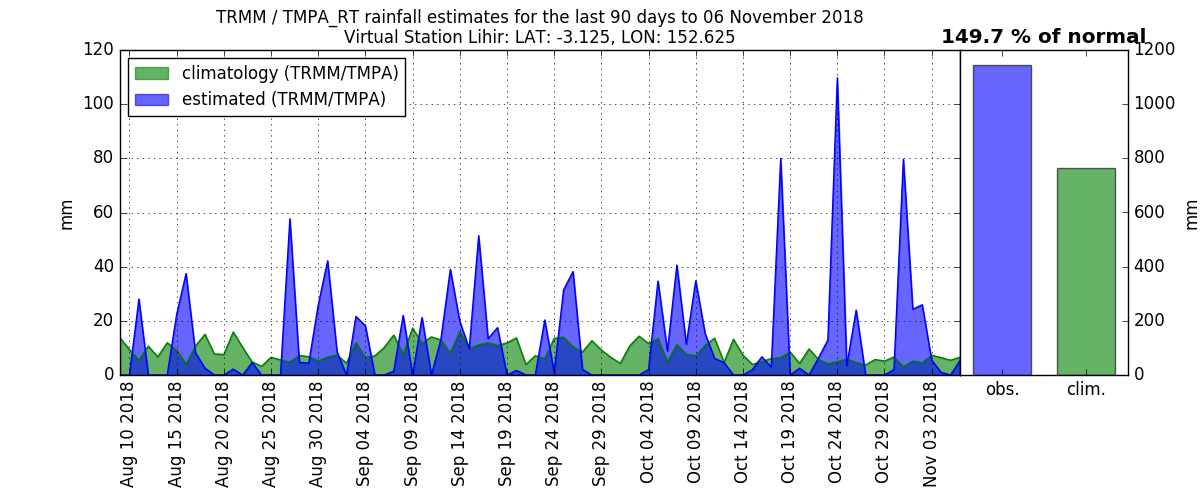 TRMM / TMPA_RT rainfall estimates for the last 90 days to 06 November 2018
Virtual Station Lihir: LAT: -3.125, LON: 152.625
149.7 % of normal
climatology (TRMM/TMPA)
estimated (TRMM/TMPA)
120
100
80
60
40
20
0
mm
1200
1000
800
600
400
200
0
mm
Aug 10 2018
Aug 15 2018
Aug 20 2018
Aug 25 2018
Aug 30 2018
Sep 04 2018
Sep 09 2018
Sep 14 2018
Sep 19 2018
Sep 24 2018
Sep 29 2018
Oct 04 2018
Oct 09 2018
Oct 14 2018
Oct 19 2018
Oct 24 2018
Oct 29 2018
Nov 03 2018
obs.
clim.